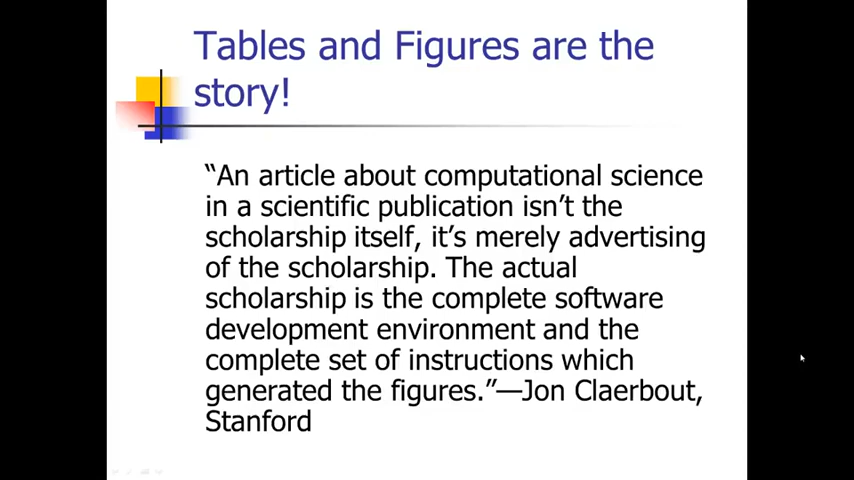 Tables and Figures are the
story!
“An article about computational science
in a scientific publication isn’t the
scholarship itself, it’s merely advertising
of the scholarship. The actual
scholarship is the complete software
development environment and the
complete set of instructions which
generated the figures.”—Jon Claerbout,
Stanford